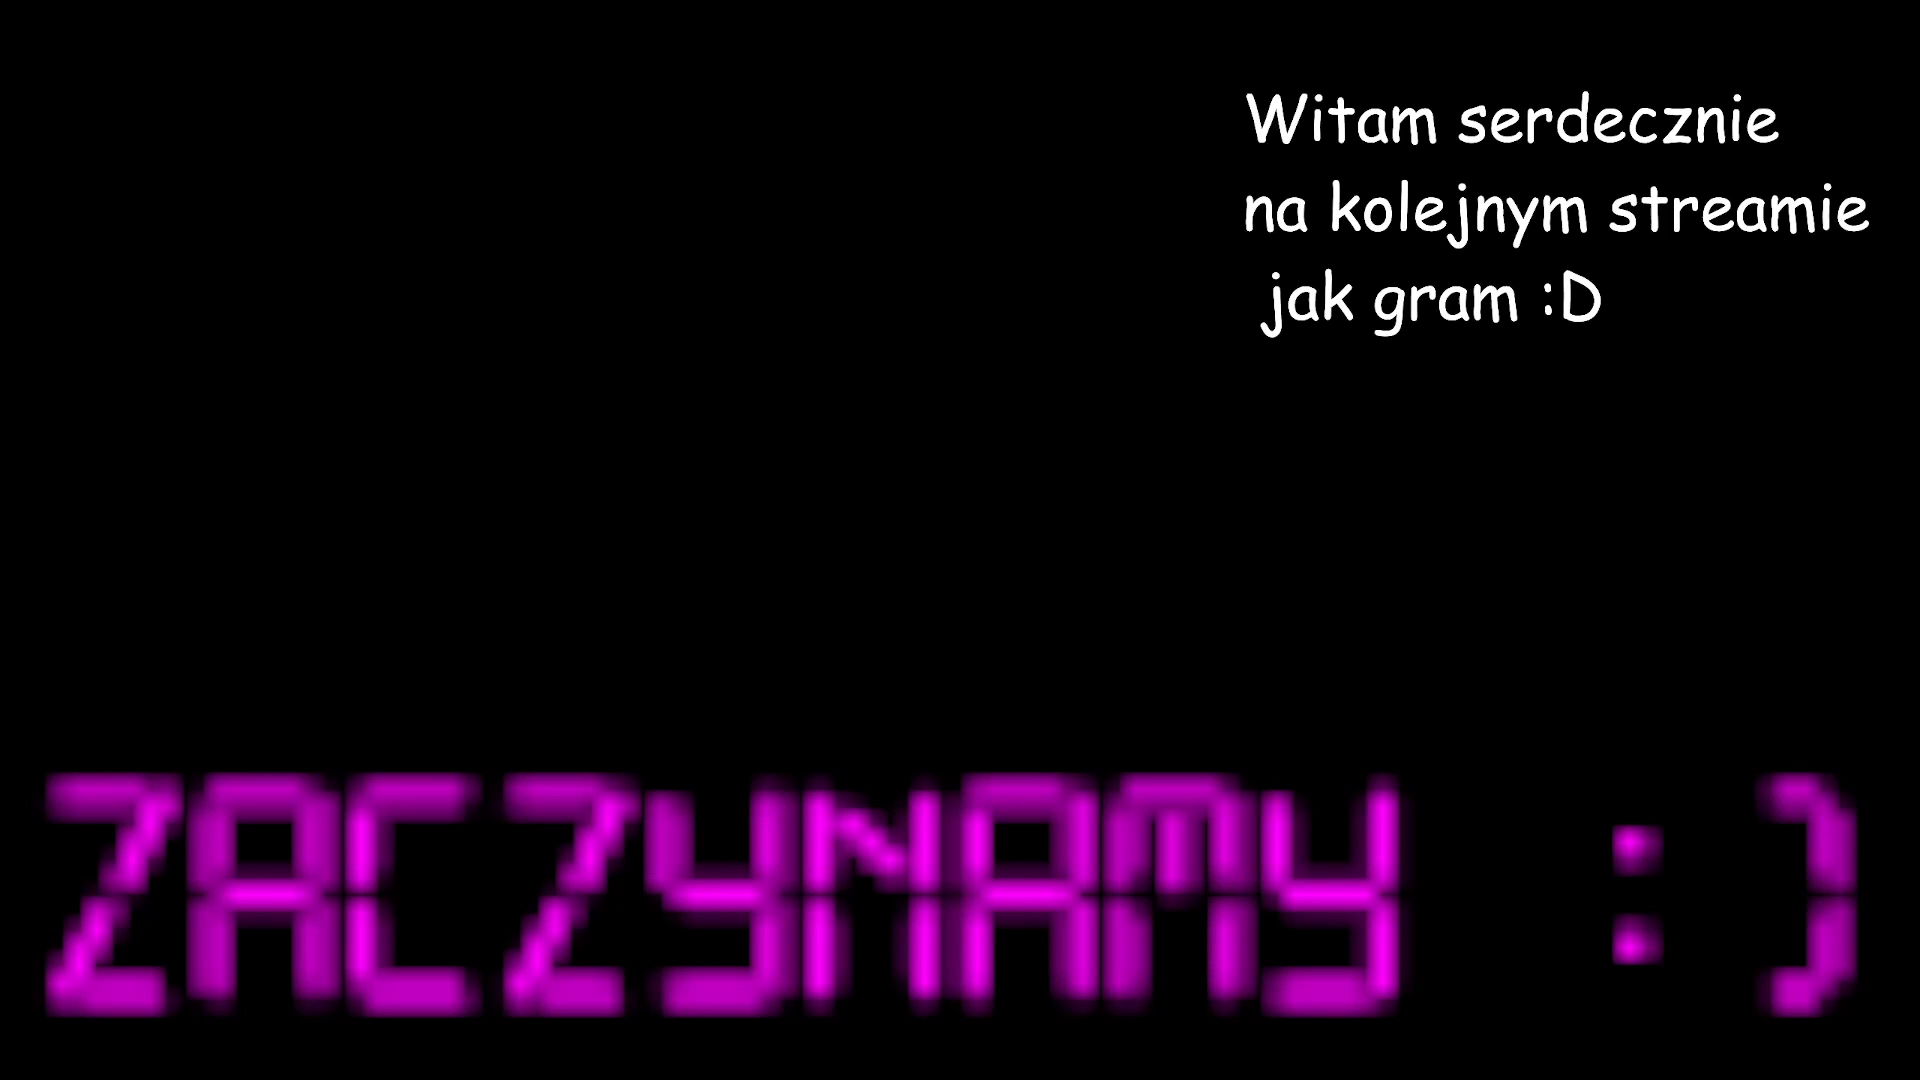 Witam serdecznie
na kolejnym streamie
jak gram :D
ZACZYNAMY :)